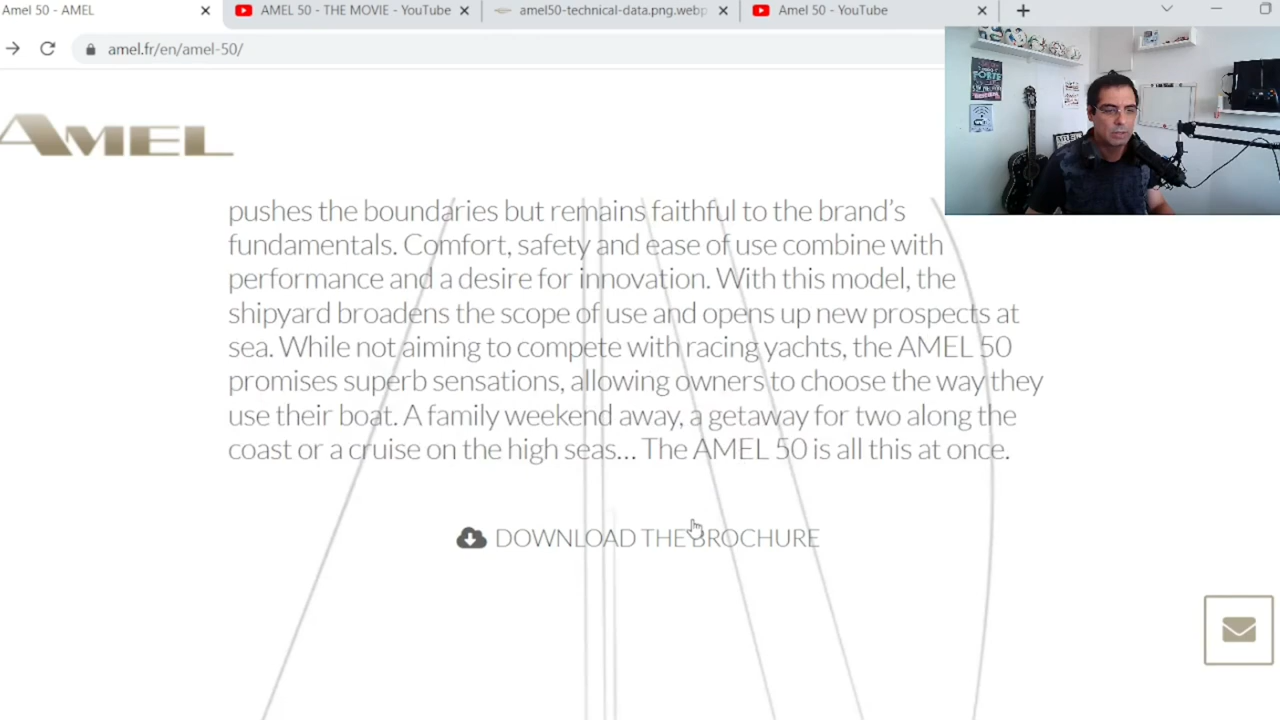 Amel 50 - AMEL
AMEL 50 - THE MOVIE - YouTube
amel50-technical-data.png.webp
Amel 50 - YouTube
amel.fr/en/amel-50/
AMEL
FORTE
pushes the boundaries but remains faithful to the brand’s
fundamentals. Comfort, safety and ease of use combine with
performance and a desire for innovation. With this model, the
shipyard broadens the scope of use and opens up new prospects at
sea. While not aiming to compete with racing yachts, the AMEL 50
promises superb sensations, allowing owners to choose the way they
use their boat. A family weekend away, a getaway for two along the
coast or a cruise on the high seas… The AMEL 50 is all this at once.
DOWNLOAD THE BROCHURE